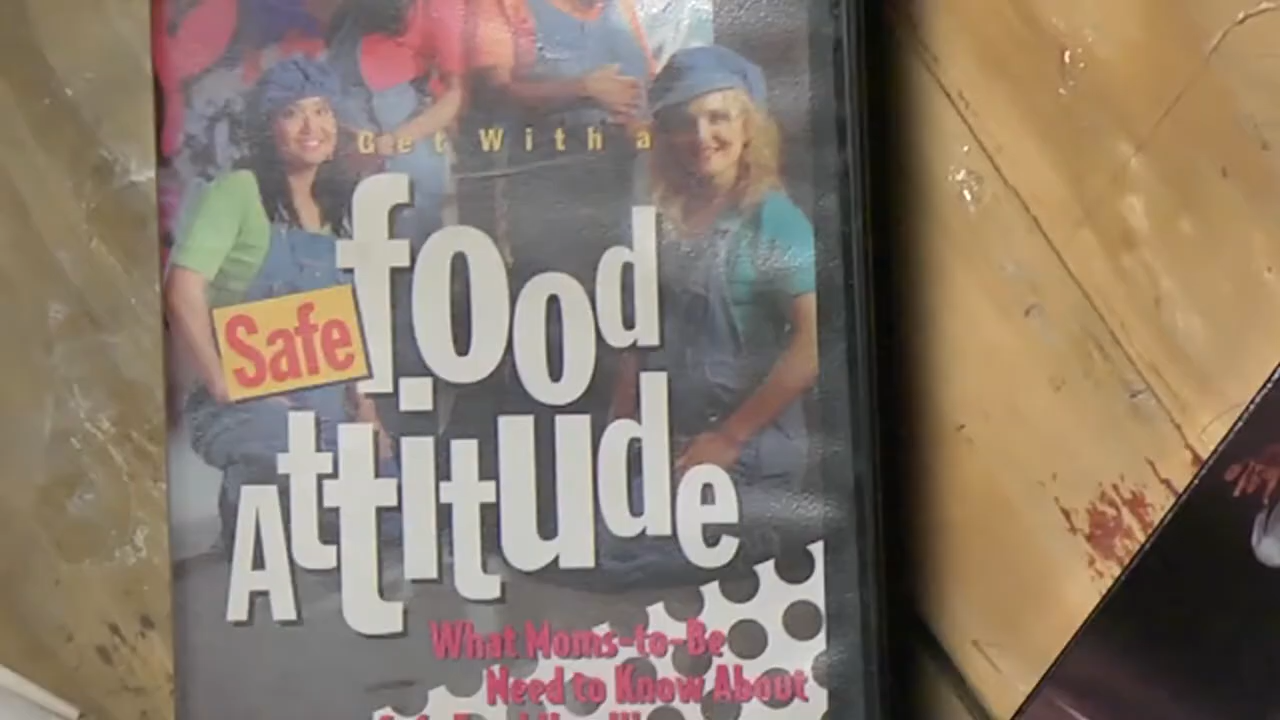 Get With a
Safe
food
Attitude
What Moms-to-Be
Need to Know About